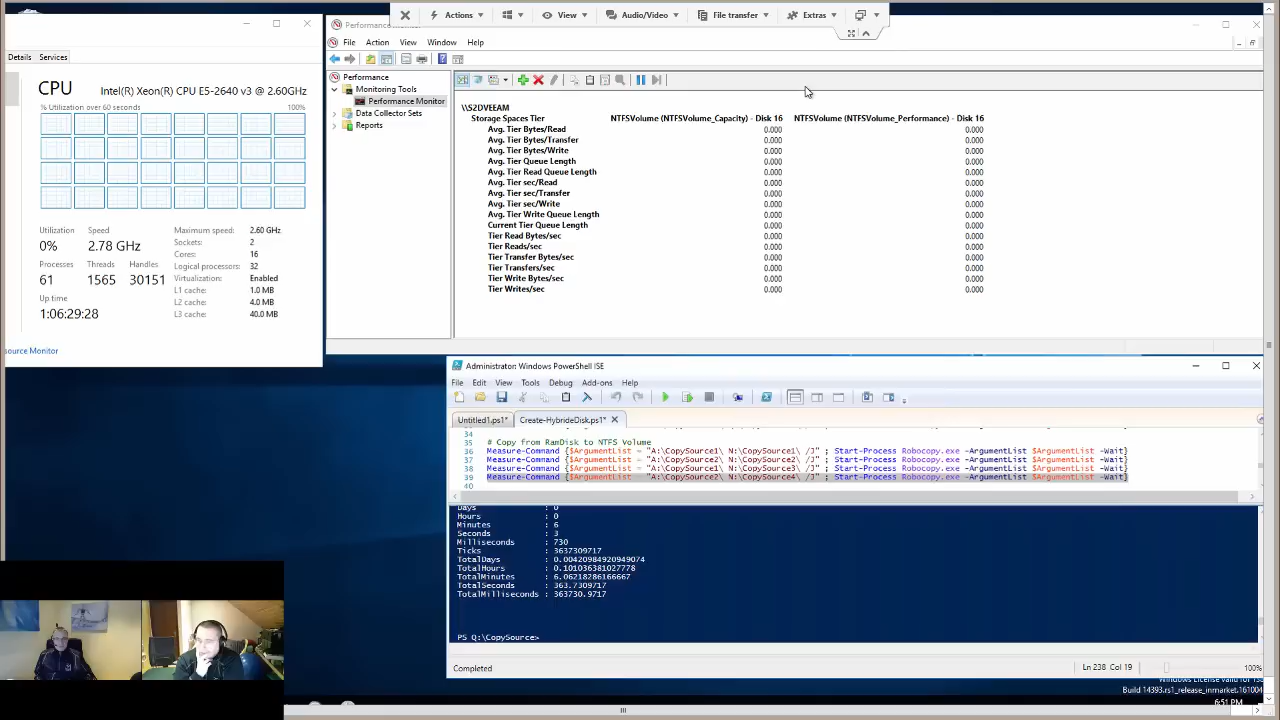 Actions
View
Audio/Video
File transfer
Extras
Details Services
CPU
Intel(R) Xeon(R) CPU E5-2640 v3 @ 2.60GHz
% Utilization over 60 seconds 100%
Utilization Speed
0% 2.78 GHz
Processes Threads Handles
61 1565 30151
Up time
1:06:29:28
Maximum speed: 2.60 GHz
Sockets: 2
Cores: 16
Logical processors: 32
Virtualization: Enabled
L1 cache: 1.0 MB
L2 cache: 4.0 MB
L3 cache: 40.0 MB
source Monitor
File Action View Window Help
Performance
Monitoring Tools
Performance Monitor
Data Collector Sets
Reports
\\S2DVEEAM
Storage Spaces Tier NTFSVolume (NTFSVolume_Capacity) - Disk 16 NTFSVolume (NTFSVolume_Performance) - Disk 16
Avg. Tier Bytes/Read 0.000 0.000
Avg. Tier Bytes/Transfer 0.000 0.000
Avg. Tier Bytes/Write 0.000 0.000
Avg. Tier Queue Length 0.000 0.000
Avg. Tier Read Queue Length 0.000 0.000
Avg. Tier sec/Read 0.000 0.000
Avg. Tier sec/Transfer 0.000 0.000
Avg. Tier sec/Write 0.000 0.000
Avg. Tier Write Queue Length 0.000 0.000
Current Tier Queue Length 0.000 0.000
Tier Read Bytes/sec 0.000 0.000
Tier Reads/sec 0.000 0.000
Tier Transfer Bytes/sec 0.000 0.000
Tier Transfers/sec 0.000 0.000
Tier Write Bytes/sec 0.000 0.000
Tier Writes/sec 0.000 0.000
Administrator: Windows PowerShell ISE
File Edit View Tools Debug Add-ons Help
Untitled1.ps1* Create-HybrideDisk.ps1*
34
35 # Copy from RamDisk to NTFS Volume
36 Measure-Command {$ArgumentList = "A:\CopySource1\ N:\CopySource1\ /J" ; Start-Process Robocopy.exe -ArgumentList $ArgumentList -Wait}
37 Measure-Command {$ArgumentList = "A:\CopySource2\ N:\CopySource2\ /J" ; Start-Process Robocopy.exe -ArgumentList $ArgumentList -Wait}
38 Measure-Command {$ArgumentList = "A:\CopySource1\ N:\CopySource3\ /J" ; Start-Process Robocopy.exe -ArgumentList $ArgumentList -Wait}
39 Measure-Command {$ArgumentList = "A:\CopySource2\ N:\CopySource4\ /J" ; Start-Process Robocopy.exe -ArgumentList $ArgumentList -Wait}
40
Days : 0
Hours : 0
Minutes : 6
Seconds : 3
Milliseconds : 730
Ticks : 3637309717
TotalDays : 0.00420984920949074
TotalHours : 0.101036381027778
TotalMinutes : 6.06218286166667
TotalSeconds : 363.7309717
TotalMilliseconds : 363730.9717
PS Q:\CopySource>
Completed Ln 238 Col 19 100%
Build 14393.rs1_release_inmarket.161004
6:51 PM